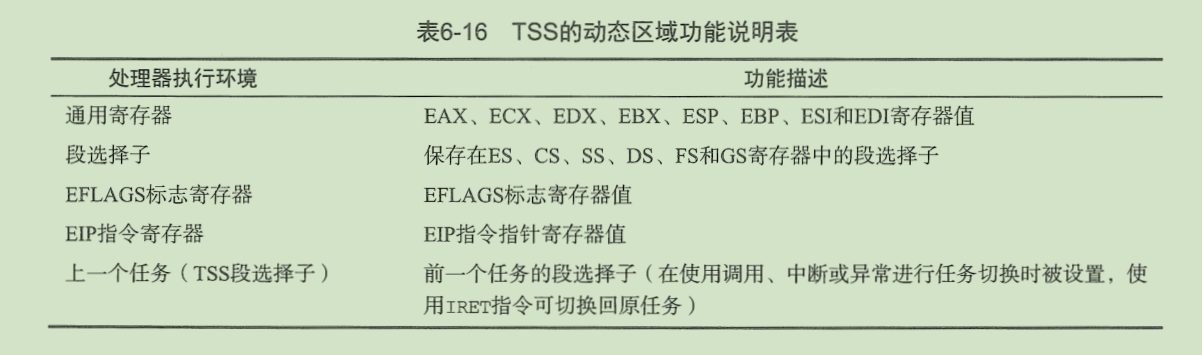 表6-16 TSS的动态区域功能说明表
处理器执行环境 功能描述
通用寄存器 EAX、ECX、EDX、EBX、ESP、EBP、ESI和EDI寄存器值
段选择子 保存在ES、CS、SS、DS、FS和GS寄存器中的段选择子
EFLAGS标志寄存器 EFLAGS标志寄存器值
EIP指令寄存器 EIP指令指针寄存器值
上一个任务（TSS段选择子） 前一个任务的段选择子（在使用调用、中断或异常进行任务切换时被设置，使
用IRET指令可切换回原任务）